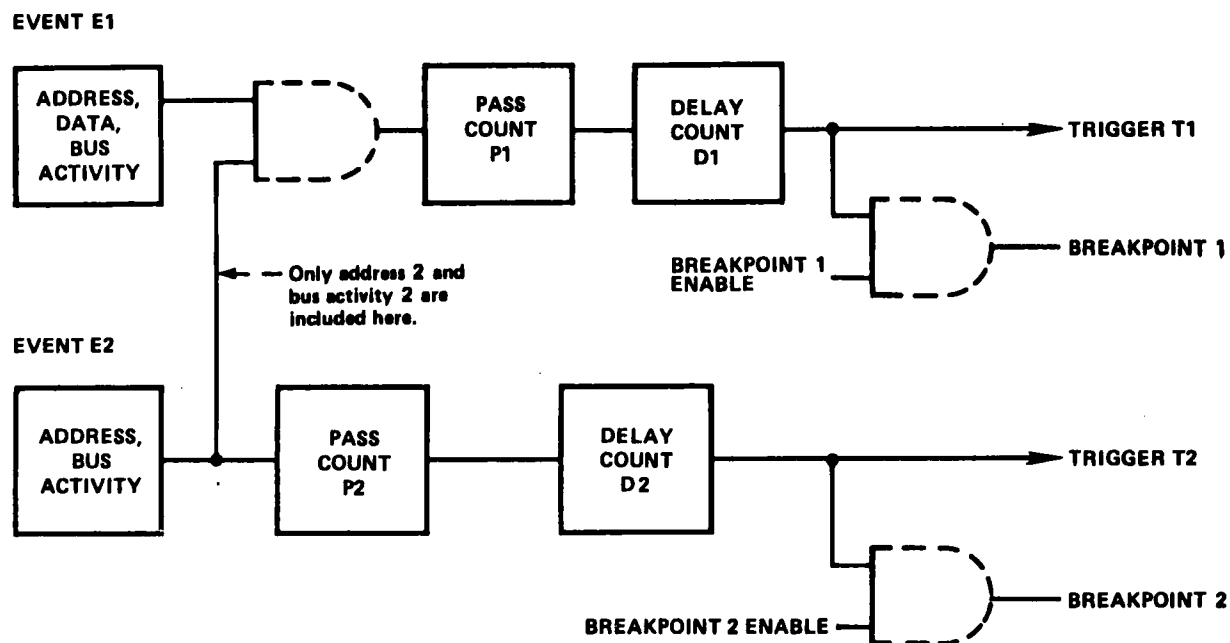 EVENT E1
ADDRESS,
DATA,
BUS
ACTIVITY
PASS
COUNT
P1
DELAY
COUNT
D1
TRIGGER T1
BREAKPOINT 1
ENABLE
BREAKPOINT 1
Only address 2 and
bus activity 2 are
included here.
EVENT E2
ADDRESS,
BUS
ACTIVITY
PASS
COUNT
P2
DELAY
COUNT
D2
TRIGGER T2
BREAKPOINT 2 ENABLE
BREAKPOINT 2